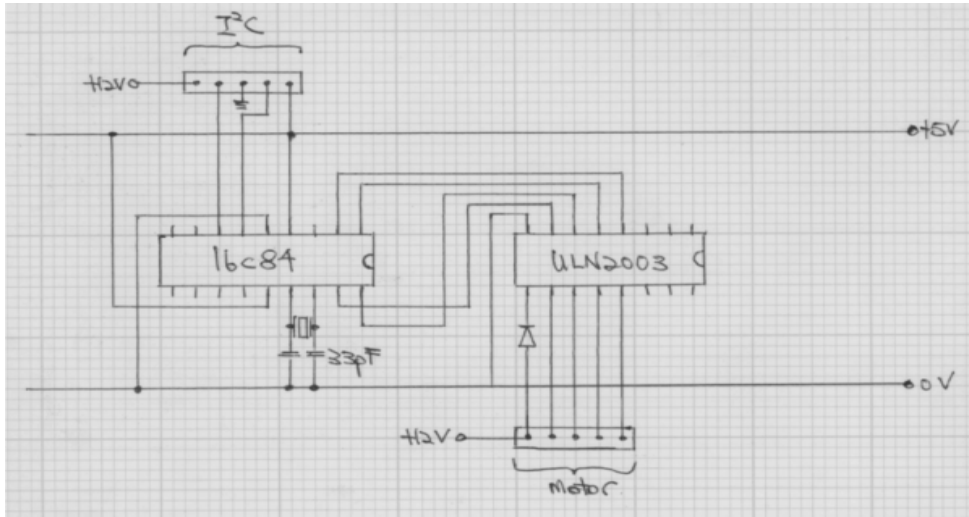 I²C
+12V
+5V
16c84
ULN2003
33pF
0V
+12V
motor